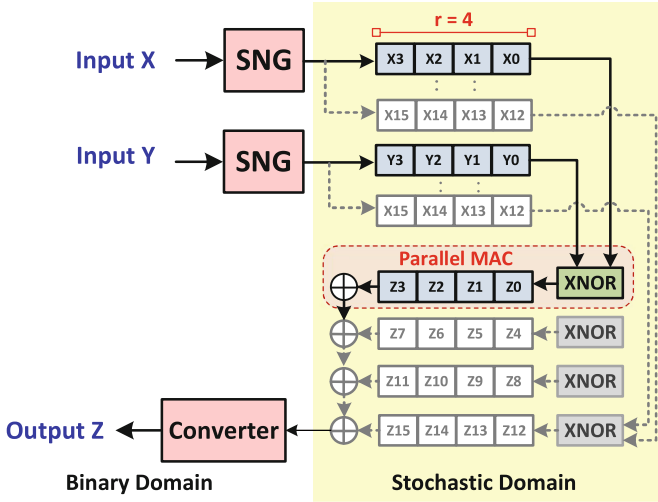 r = 4
Input X
SNG
X3 X2 X1 X0
X15 X14 X13 X12
Input Y
SNG
Y3 Y2 Y1 Y0
X15 X14 X13 X12
Parallel MAC
Z3 Z2 Z1 Z0
XNOR
Z7 Z6 Z5 Z4
XNOR
Z11 Z10 Z9 Z8
XNOR
Output Z
Converter
Z15 Z14 Z13 Z12
XNOR
Binary Domain
Stochastic Domain